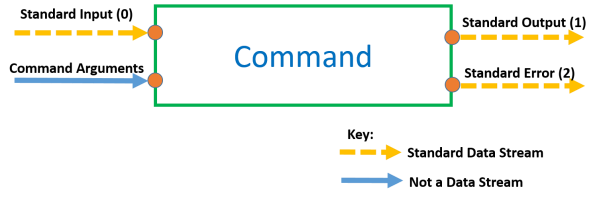 Standard Input (0)
Standard Output (1)
Command Arguments
Command
Standard Error (2)
Key:
Standard Data Stream
Not a Data Stream